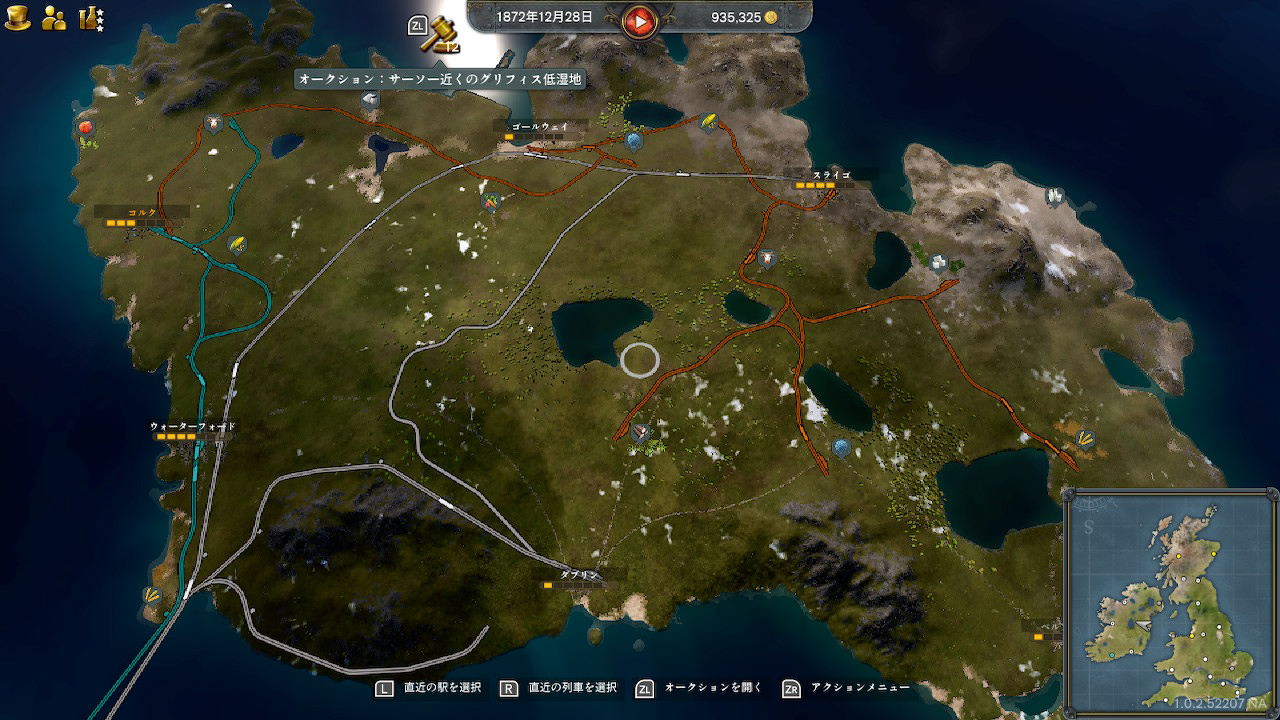 1872年12月28日
935,325
ZL
12
オークション：サーソー近くのグリフィス低湿地
ゴールウェイ
スライゴ
コルク
ウォーターフォード
ダブリン
S
L 直近の駅を選択
R 直近の列車を選択
ZL オークションを開く
ZR アクションメニュー
1.0.2.52207 NA